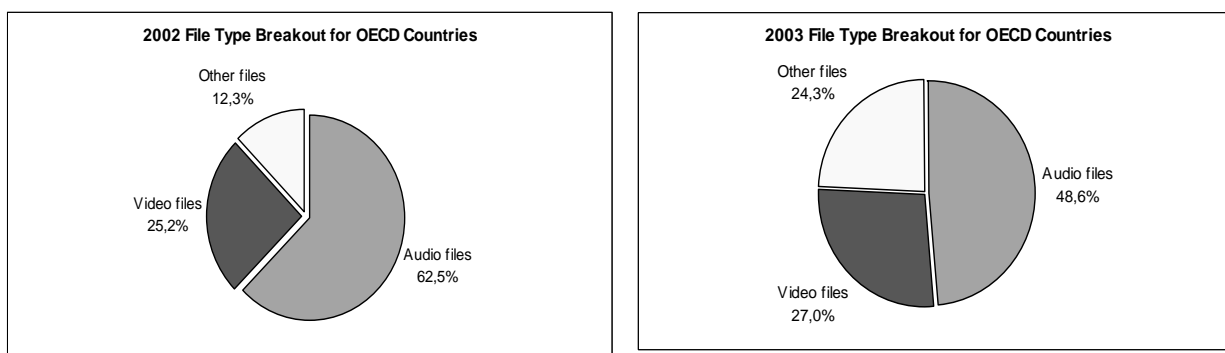 2002 File Type Breakout for OECD Countries
Other files
12,3%
Video files
25,2%
Audio files
62,5%
2003 File Type Breakout for OECD Countries
Other files
24,3%
Audio files
48,6%
Video files
27,0%